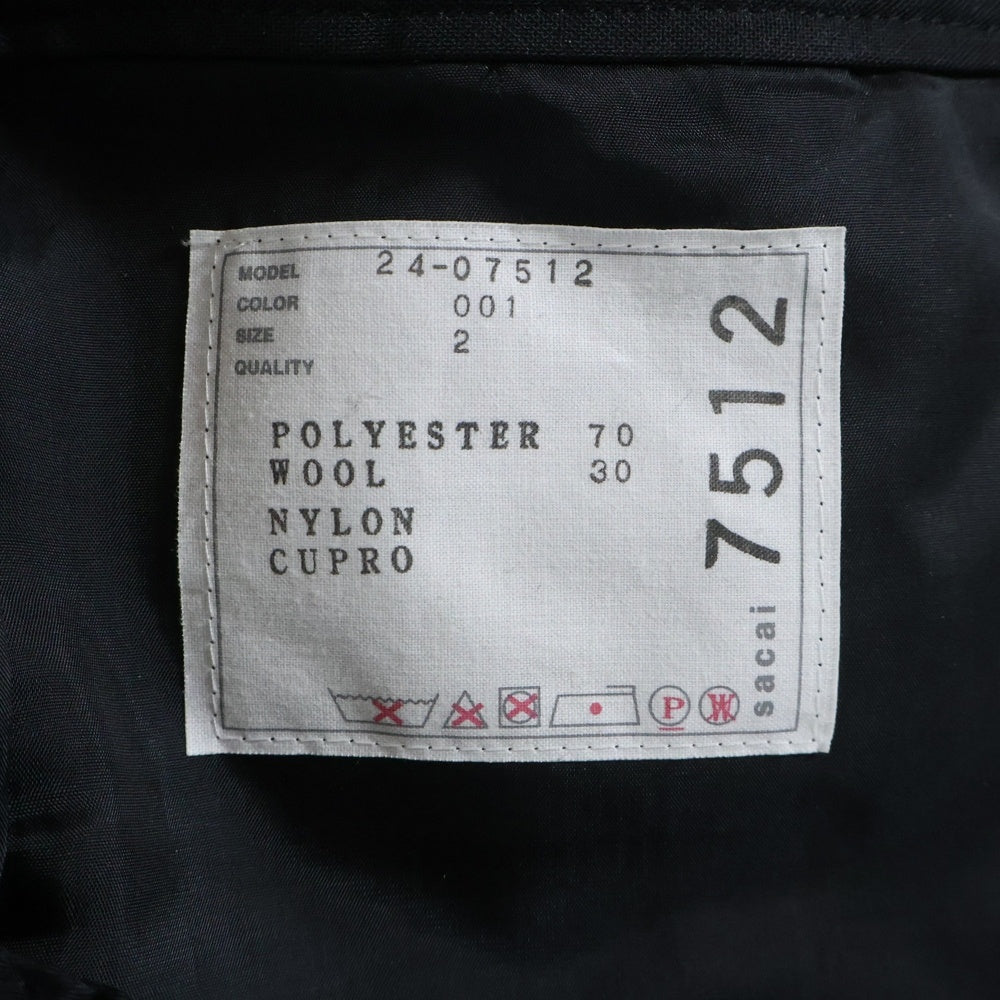 MODEL 24-07512
COLOR 001
SIZE 2
QUALITY
POLYESTER 70
WOOL 30
NYLON
CUPRO
P
W
sacai 7512